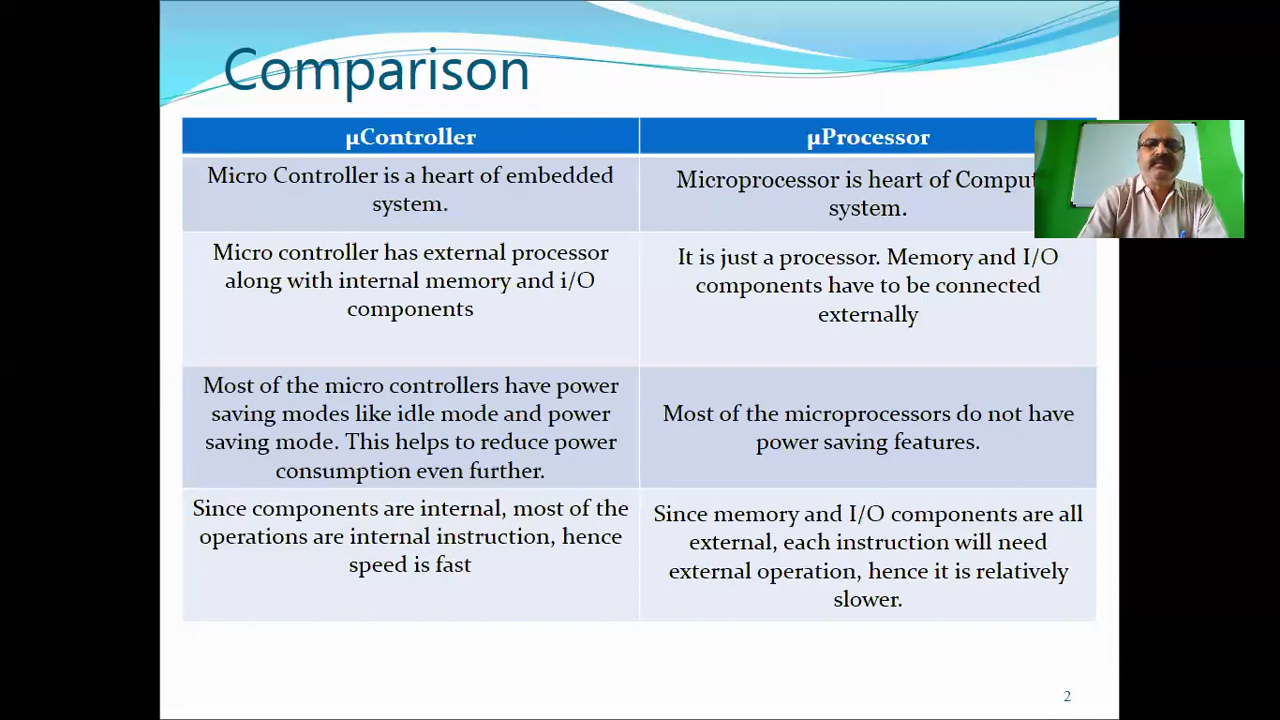 Comparison
µController
µProcessor
Micro Controller is a heart of embedded
system.
Microprocessor is heart of
system.
Micro controller has external processor
along with internal memory and i/O
components
It is just a processor. Memory and I/O
components have to be connected
externally
Most of the micro controllers have power
saving modes like idle mode and power
saving mode. This helps to reduce power
consumption even further.
Most of the microprocessors do not have
power saving features.
Since components are internal, most of the
operations are internal instruction, hence
speed is fast
Since memory and I/O components are all
external, each instruction will need
external operation, hence it is relatively
slower.
2